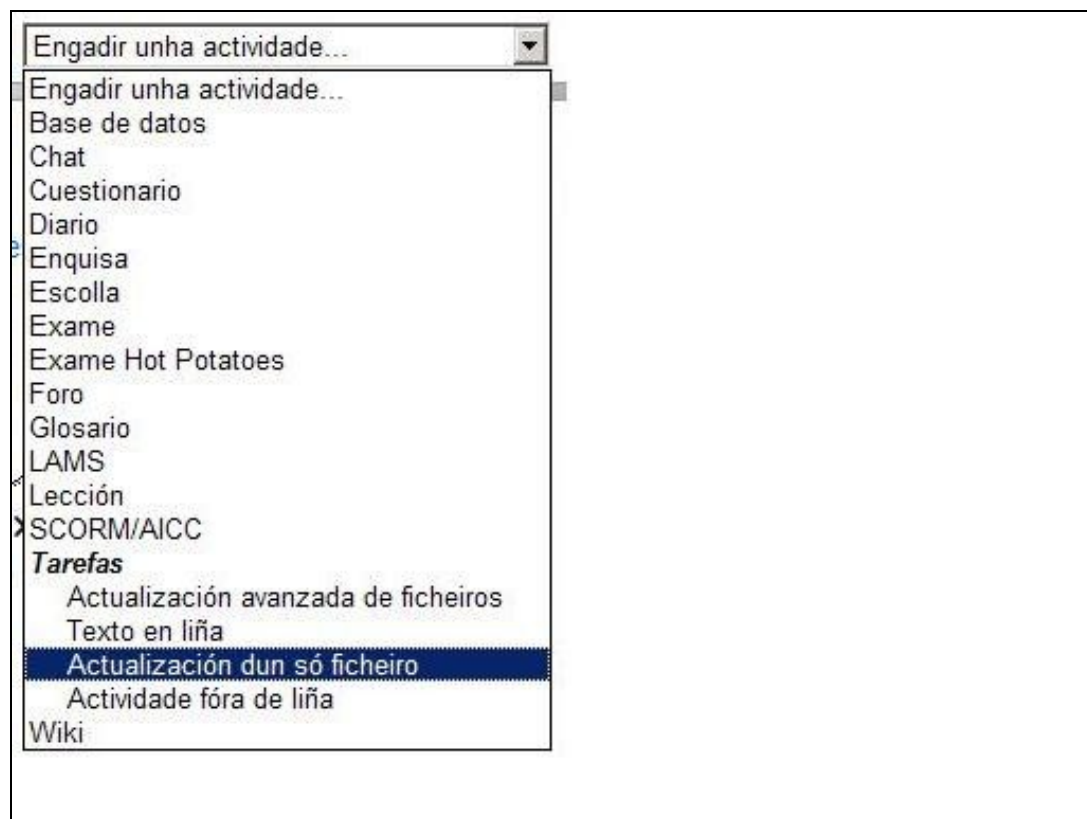 Engadir unha actividade...
Engadir unha actividade...
Base de datos
Chat
Cuestionario
Diario
Enquisa
Escolla
Exame
Exame Hot Potatoes
Foro
Glosario
LAMS
Lección
SCORM/AICC
Tarefas
Actualización avanzada de ficheiros
Texto en liña
Actualización dun só ficheiro
Actividade fóra de liña
Wiki